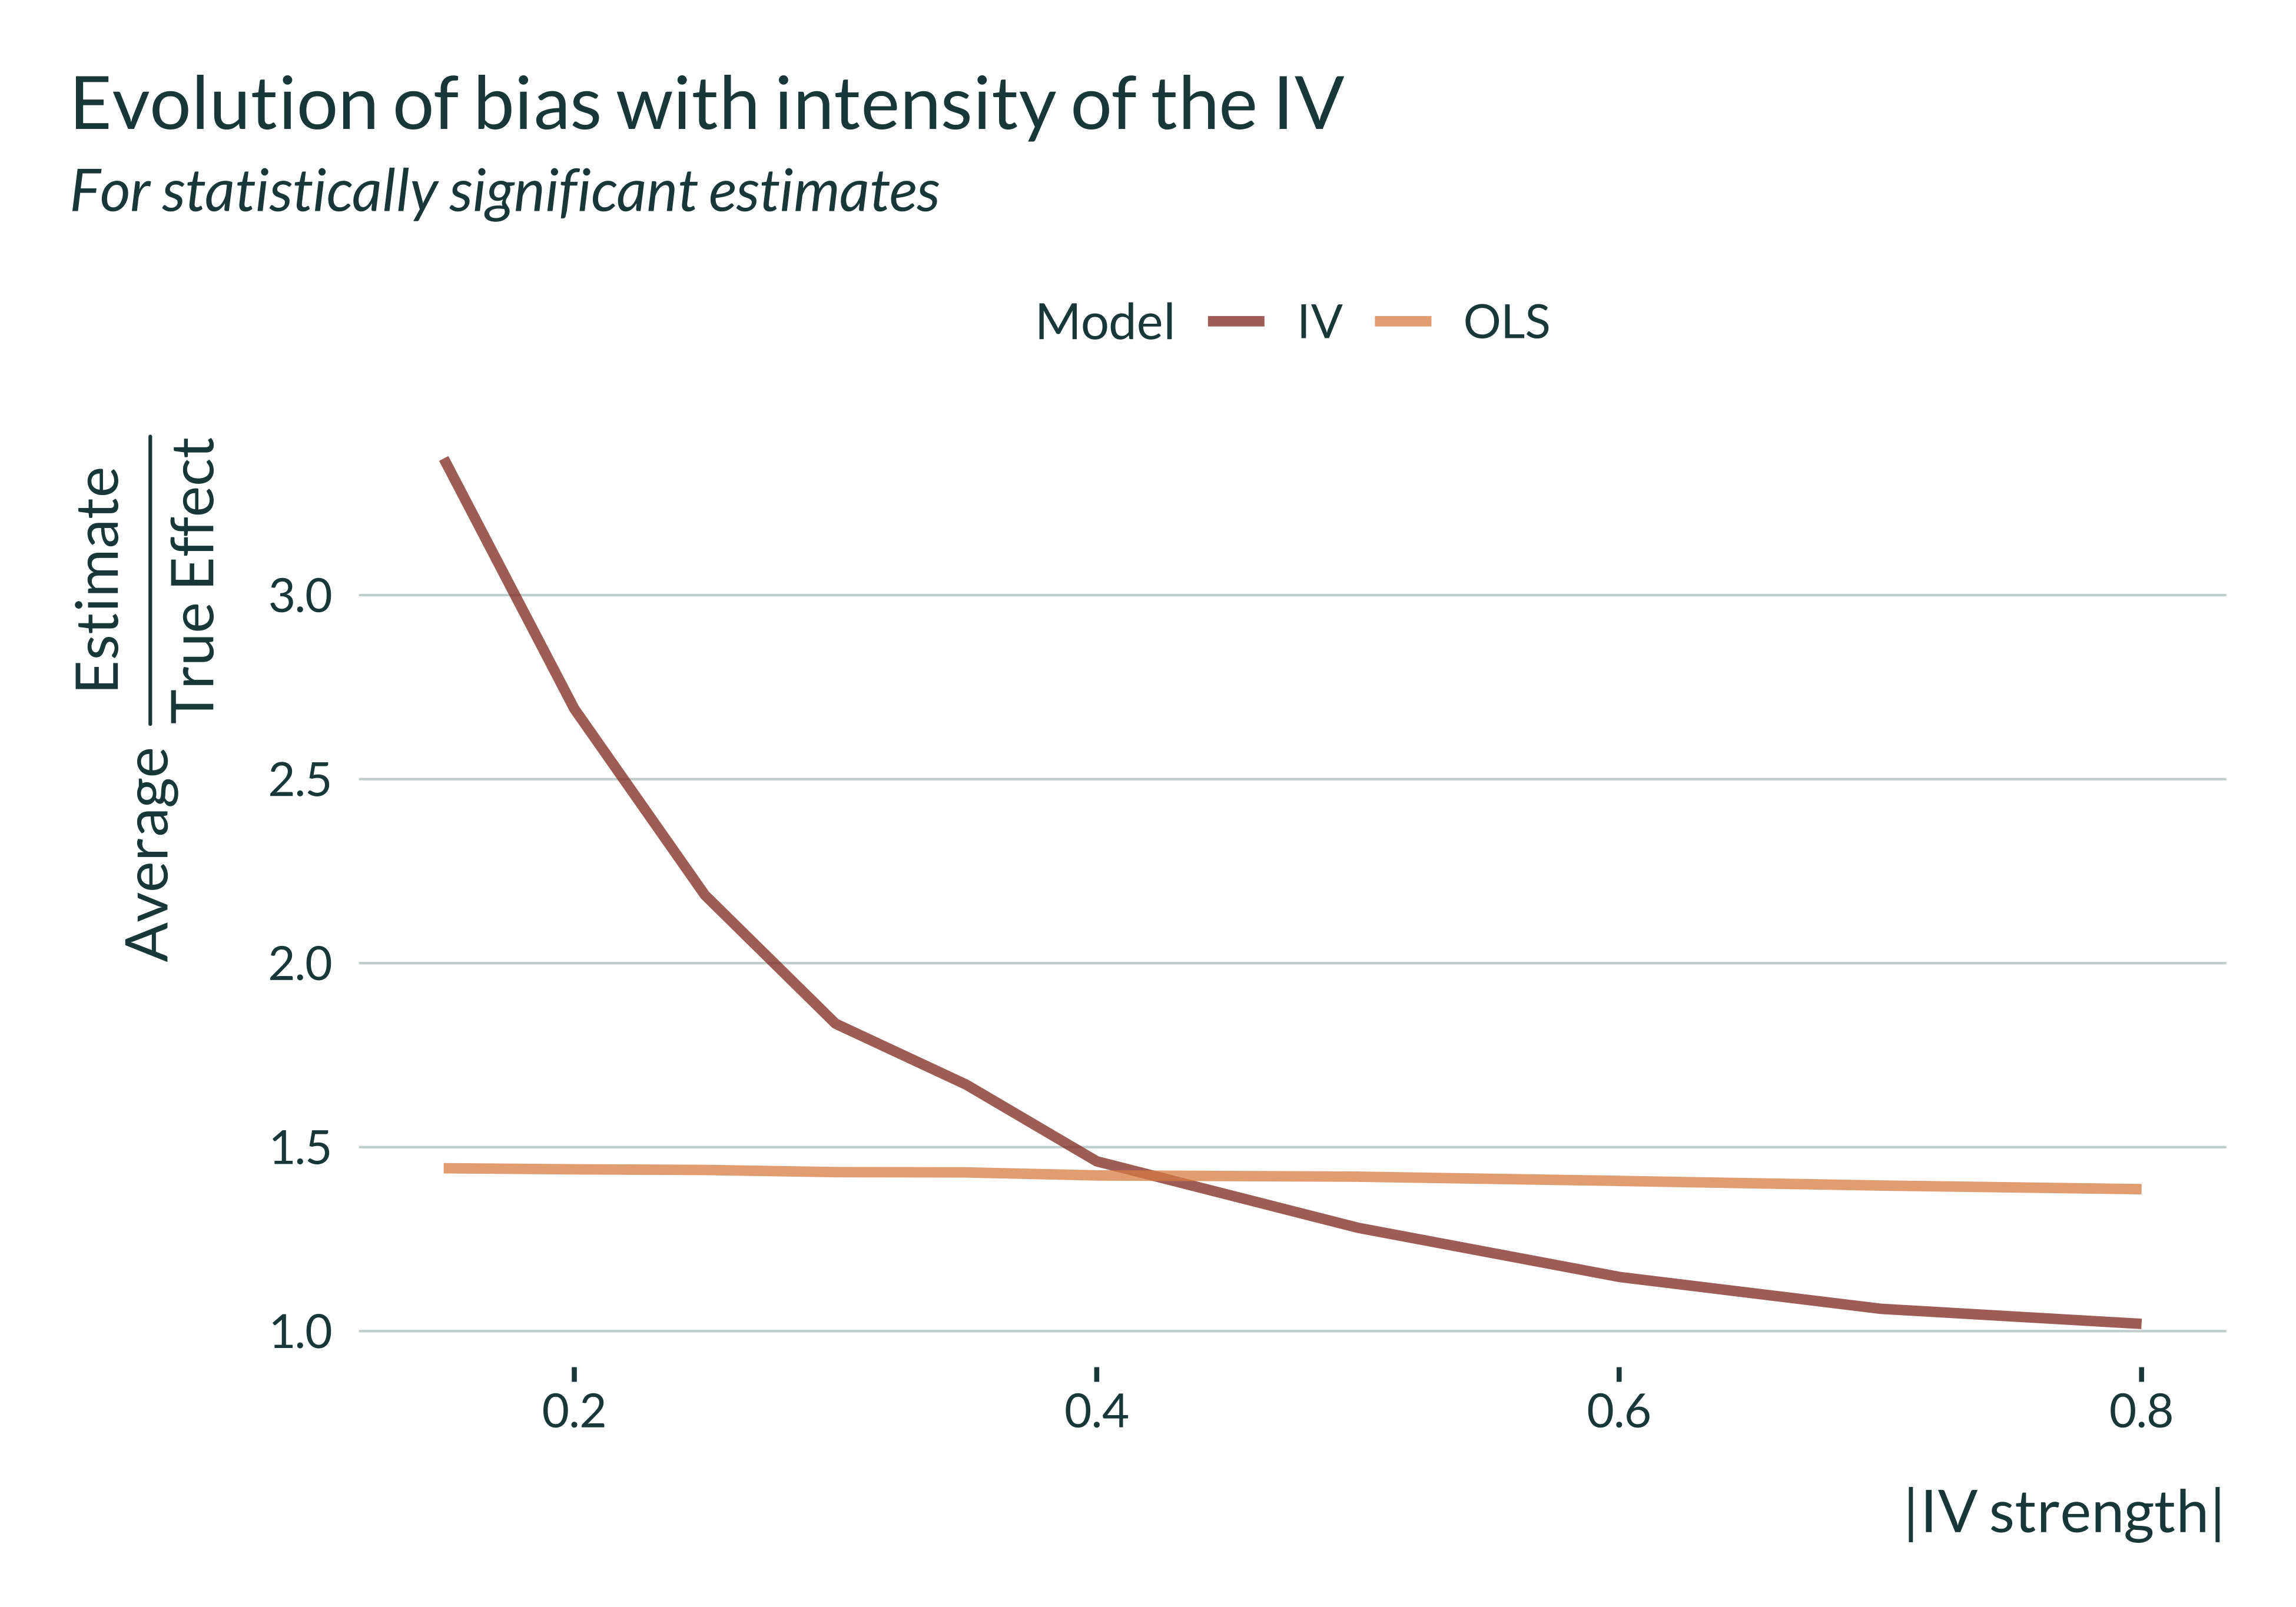 Evolution of bias with intensity of the IV
For statistically significant estimates
Model IV OLS
Average Estimate
True Effect
3.0
2.5
2.0
1.5
1.0
0.2 0.4 0.6 0.8
|IV strength|